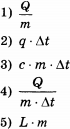 1) Q/m
2) q · Δt
3) c · m · Δt
4) Q/(m · Δt)
5) L · m